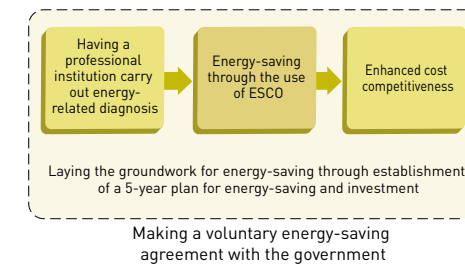 Having a
professional
institution carry
out energy-
related diagnosis
Energy-saving
through the use
of ESCO
Enhanced cost
competitiveness
Laying the groundwork for energy-saving through establishment
of a 5-year plan for energy-saving and investment
Making a voluntary energy-saving
agreement with the government